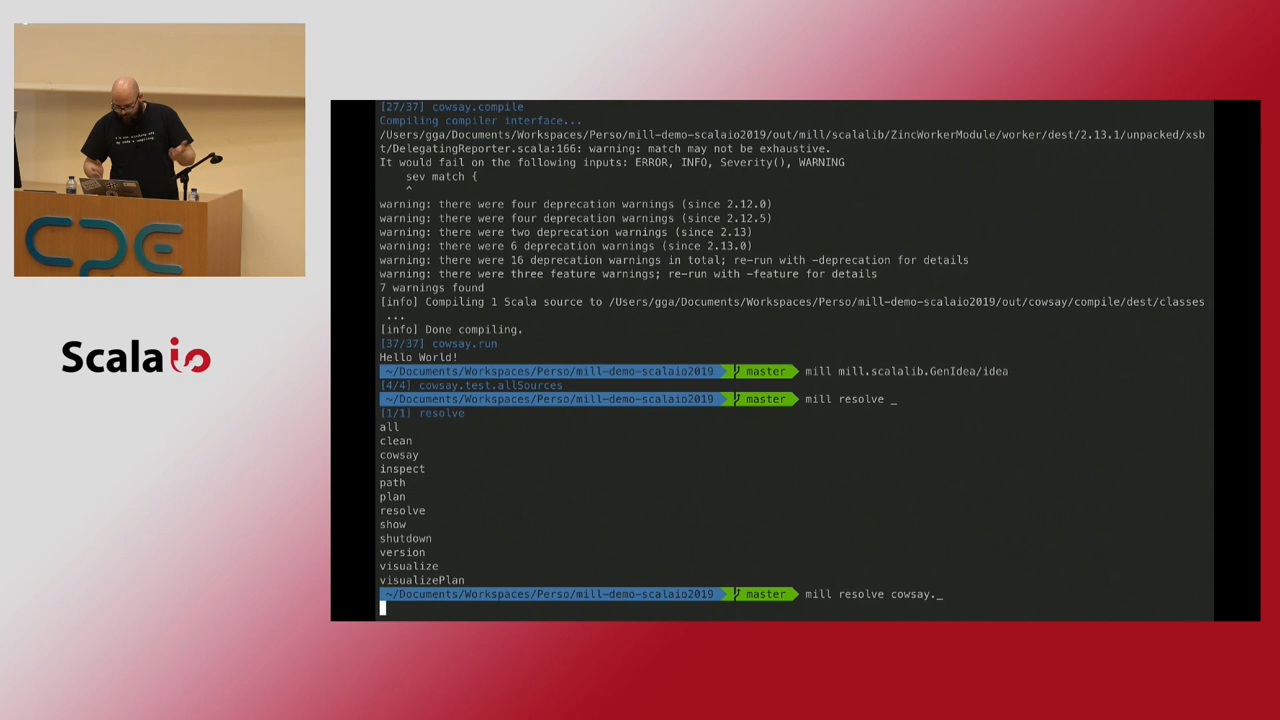 I'm not slacking off
My code's compiling
CPE
Scalaio
[27/37] cowsay.compile
Compiling compiler interface...
/Users/gga/Documents/Workspaces/Perso/mill-demo-scalaio2019/out/mill/scalalib/ZincWorkerModule/worker/dest/2.13.1/unpacked/xsb
t/DelegatingReporter.scala:166: warning: match may not be exhaustive.
It would fail on the following inputs: ERROR, INFO, Severity(), WARNING
sev match {
^
warning: there were four deprecation warnings (since 2.12.0)
warning: there were four deprecation warnings (since 2.12.5)
warning: there were two deprecation warnings (since 2.13)
warning: there were 6 deprecation warnings (since 2.13.0)
warning: there were 16 deprecation warnings in total; re-run with -deprecation for details
warning: there were three feature warnings; re-run with -feature for details
7 warnings found
[info] Compiling 1 Scala source to /Users/gga/Documents/Workspaces/Perso/mill-demo-scalaio2019/out/cowsay/compile/dest/classes
...
[info] Done compiling.
[37/37] cowsay.run
Hello World!
~/Documents/Workspaces/Perso/mill-demo-scalaio2019 master mill mill.scalalib.GenIdea/idea
[4/4] cowsay.test.allSources
~/Documents/Workspaces/Perso/mill-demo-scalaio2019 master mill resolve _
[1/1] resolve
all
clean
cowsay
inspect
path
plan
resolve
show
shutdown
version
visualize
visualizePlan
~/Documents/Workspaces/Perso/mill-demo-scalaio2019 master mill resolve cowsay._